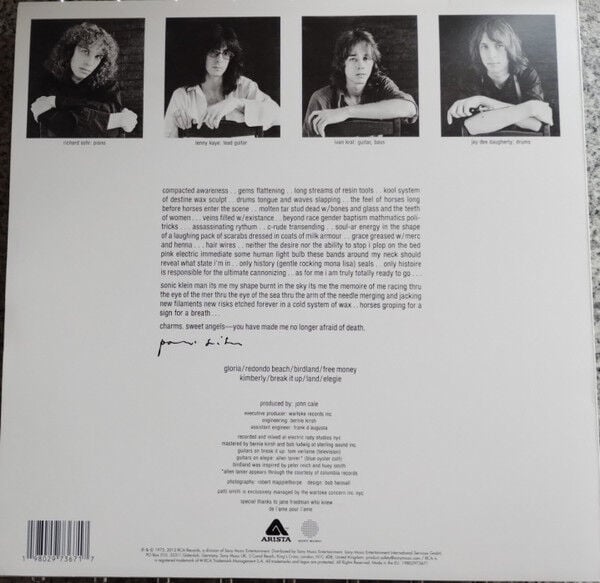 richard sohl: piano
lenny kaye: lead guitar
ivan kral: guitar, bass
jay dee daugherty: drums
compacted awareness . . gems flattening . . long streams of resin tools . . kool system
of destine wax sculpt . . drums tongue and waves slapping . . the feel of horses long
before horses enter the scene . . molten tar stud dead w/bones and glass and the teeth
of women . . . veins filled w/existance . . beyond race gender baptism mathmatics poli-
tricks . . . assassinating rythum . . c-rude transending . . . soul-ar energy in the shape
of a laughing pack of scarabs dressed in coats of milk armour . . grace greased w/merc
and henna . . . hair wires . . neither the desire nor the ability to stop i plop on the bed
pink electric immediate some human light bulb these bands around my neck should
reveal what state i'm in . . only history (gentle rocking mona lisa) seals . . only histoire
is responsible for the ultimate cannonizing . . as for me i am truly totally ready to go . . .
sonic klein man its me my shape burnt in the sky its me the memoire of me racing thru
the eye of the mer thru the eye of the sea thru the arm of the needle merging and jacking
new filaments new risks etched forever in a cold system of wax . . horses groping for a
sign for a breath . . .
charms, sweet angels—you have made me no longer afraid of death.
patti smith
gloria/redondo beach/birdland/free money
kimberly/break it up/land/elegie
produced by: john cale
executive producer: wartoke records inc.
engineering: bernie kirsh
assistant engineer: frank d'augusta
recorded and mixed at electric lady studios nyc
mastered by bernie kirsh and bob ludwig at sterling sound inc.
guitars on break it up: tom verlaine (television)
guitars on elegie: allen lanier* (blue oyster cult)
birdland was inspired by peter reich and huey smith
*allen lanier appears through the courtesy of columbia records
photography: robert mapplethorpe design: bob heimall
patti smith is exclusively managed by the wartoke concern inc. nyc
special thanks to jane friedman who knew
de l'ame pour l'ame
ARISTA
SONY MUSIC
1 98029 73671 7